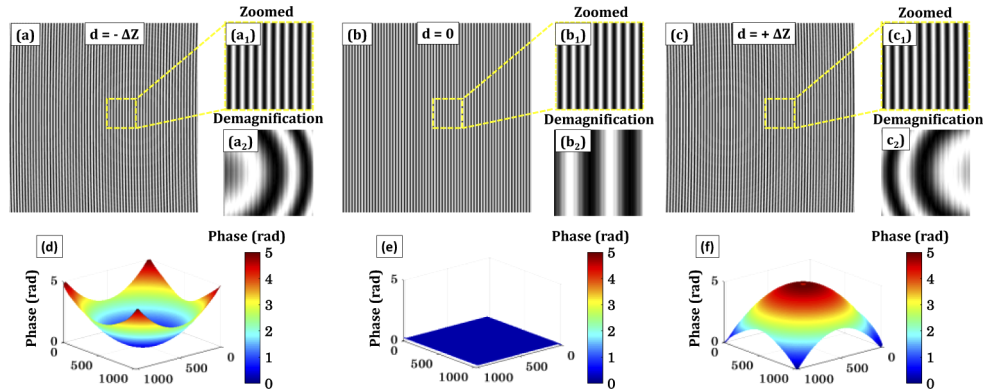 (a)
d = - ΔZ
Zoomed
(a₁)
Demagnification
(a₂)
(b)
d = 0
Zoomed
(b₁)
Demagnification
(b₂)
(c)
d = + ΔZ
Zoomed
(c₁)
Demagnification
c₂)
(d)
Phase (rad)
Phase (rad)
5
0
0
500
1000
1000
500
0
5
4
3
2
1
0
(e)
Phase (rad)
Phase (rad)
5
0
0
500
1000
1000
500
0
5
4
3
2
1
0
(f)
Phase (rad)
Phase (rad)
5
0
0
500
1000
1000
500
0
5
4
3
2
1
0